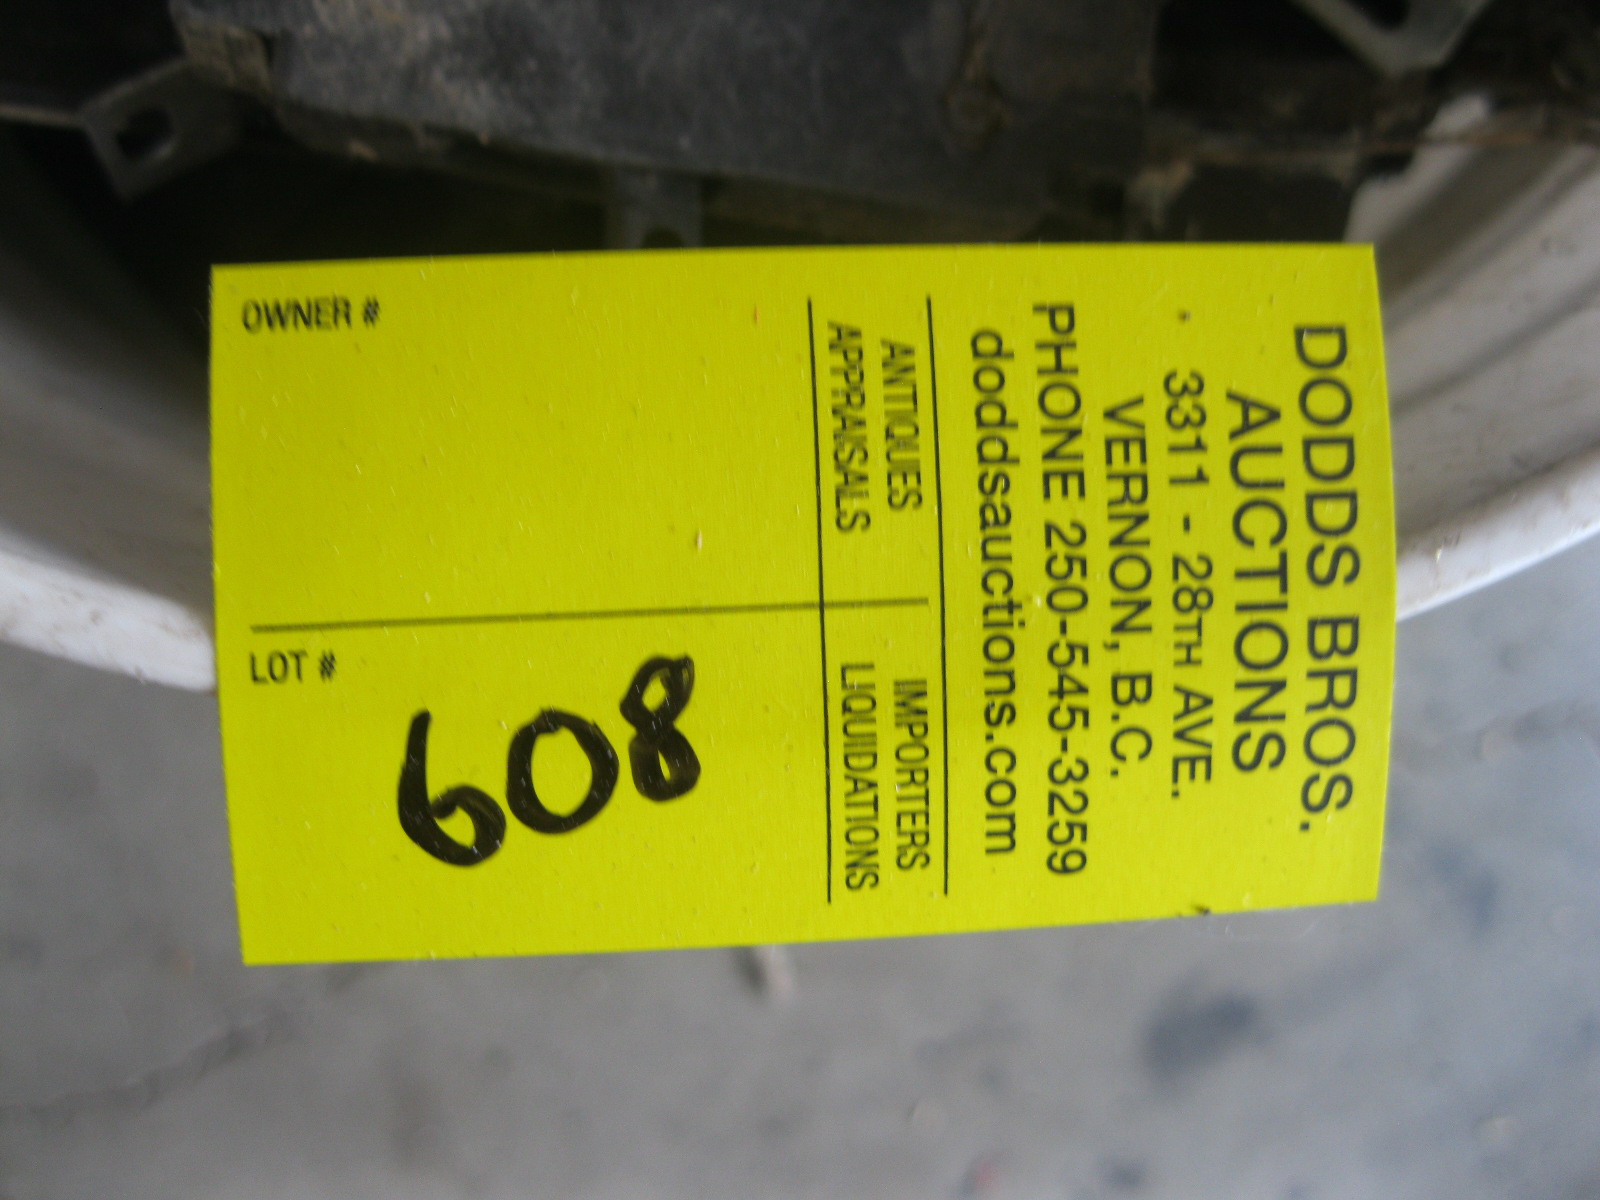 DODDS BROS.
AUCTIONS
3311 - 28TH AVE.
VERNON, B.C.
PHONE 250-545-3259
doddsauctions.com
ANTIQUES
APPRAISALS
IMPORTERS
LIQUIDATIONS
OWNER #
LOT #
608